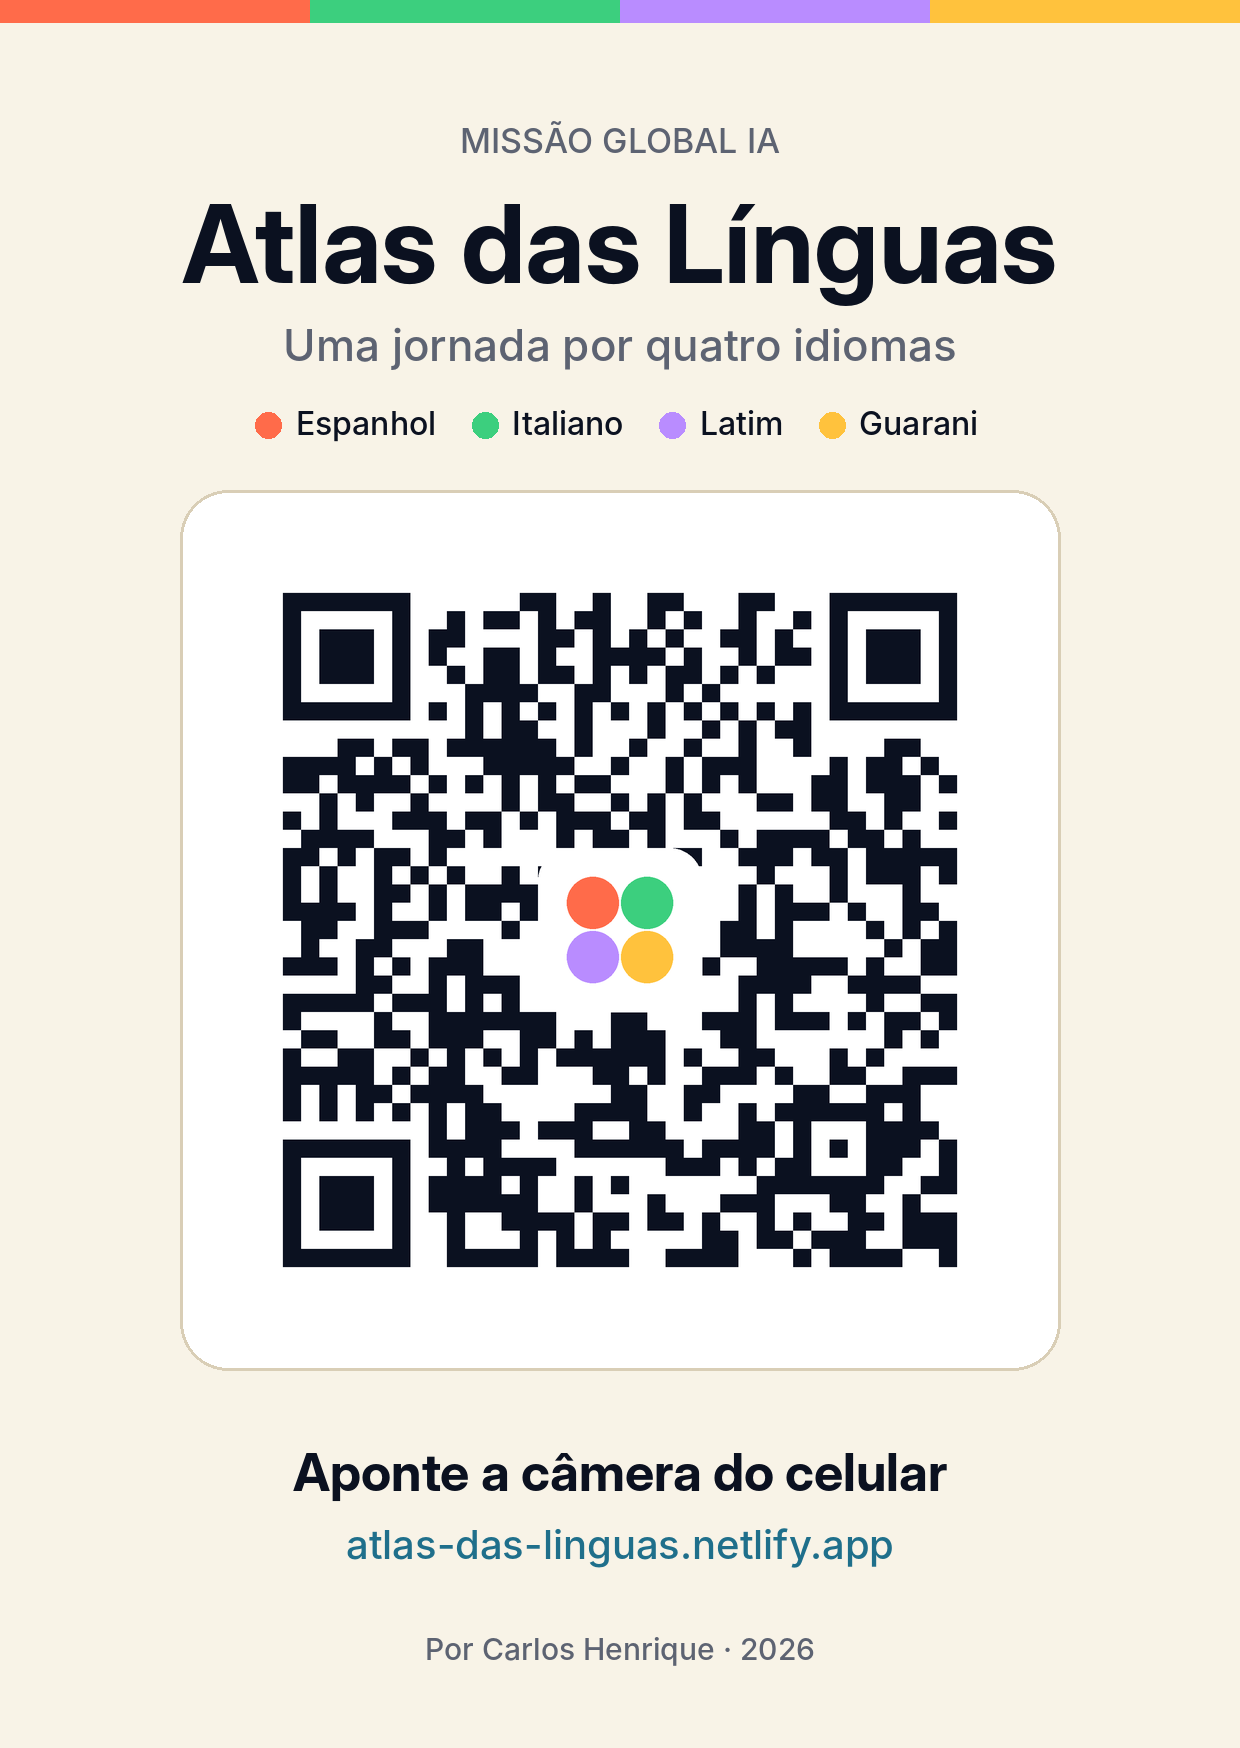 MISSÃO GLOBAL IA
Atlas das Línguas
Uma jornada por quatro idiomas
Espanhol Italiano Latim Guarani
Aponte a câmera do celular
atlas-das-linguas.netlify.app
Por Carlos Henrique · 2026